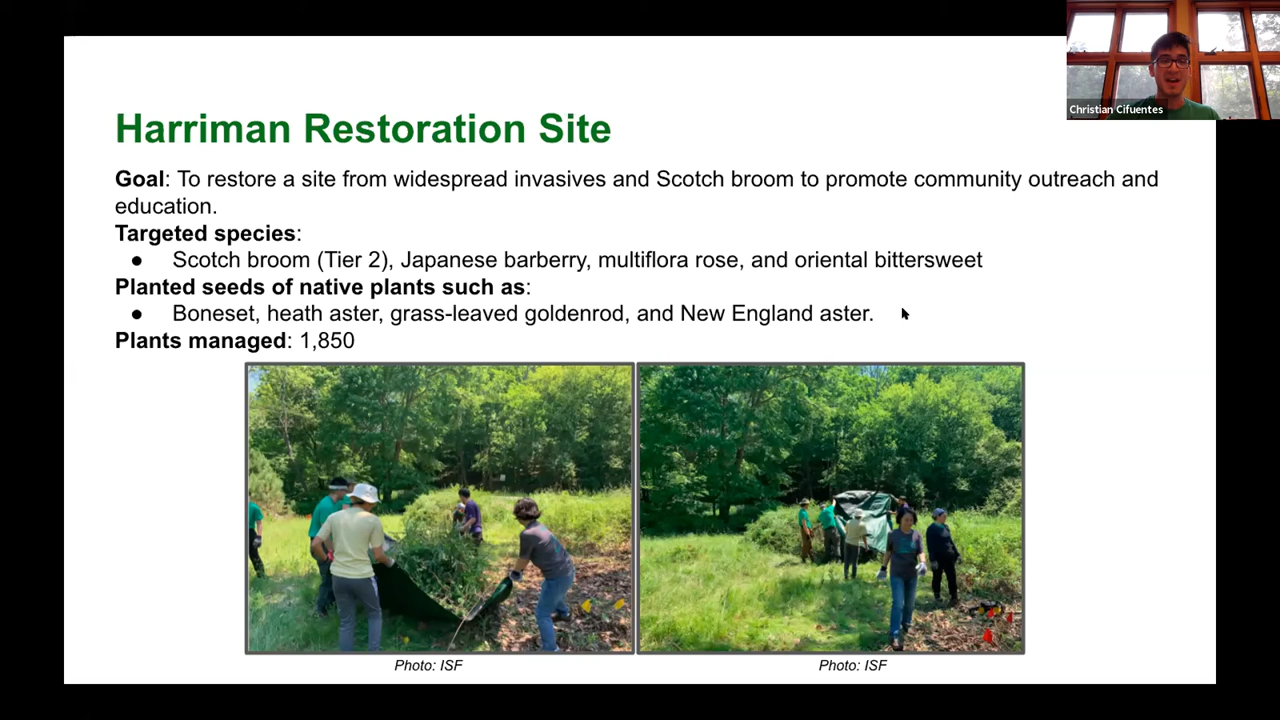 Christian Cifuentes
Harriman Restoration Site
Goal: To restore a site from widespread invasives and Scotch broom to promote community outreach and
education.
Targeted species:
● Scotch broom (Tier 2), Japanese barberry, multiflora rose, and oriental bittersweet
Planted seeds of native plants such as:
● Boneset, heath aster, grass-leaved goldenrod, and New England aster.
Plants managed: 1,850
Photo: ISF
Photo: ISF